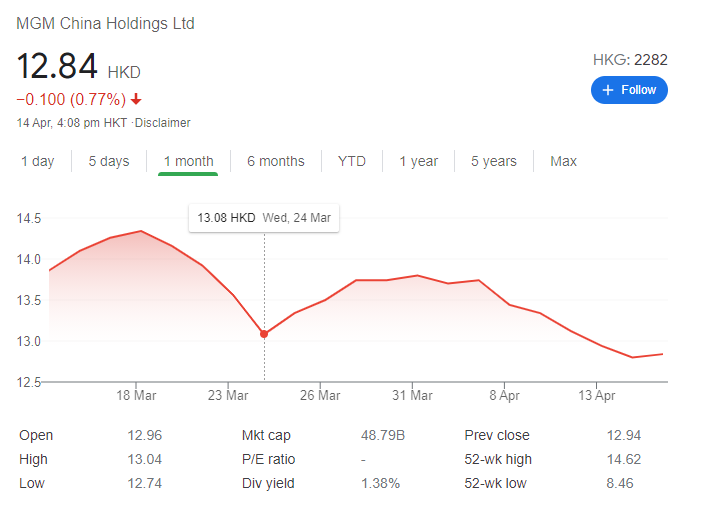 MGM China Holdings Ltd
12.84 HKD
HKG: 2282
−0.100 (0.77%)
+ Follow
14 Apr, 4:08 pm HKT · Disclaimer
1 day 5 days 1 month 6 months YTD 1 year 5 years Max
13.08 HKD Wed, 24 Mar
14.5
14.0
13.5
13.0
12.5
18 Mar 23 Mar 26 Mar 31 Mar 8 Apr 13 Apr
Open 12.96 Mkt cap 48.79B Prev close 12.94
High 13.04 P/E ratio - 52-wk high 14.62
Low 12.74 Div yield 1.38% 52-wk low 8.46